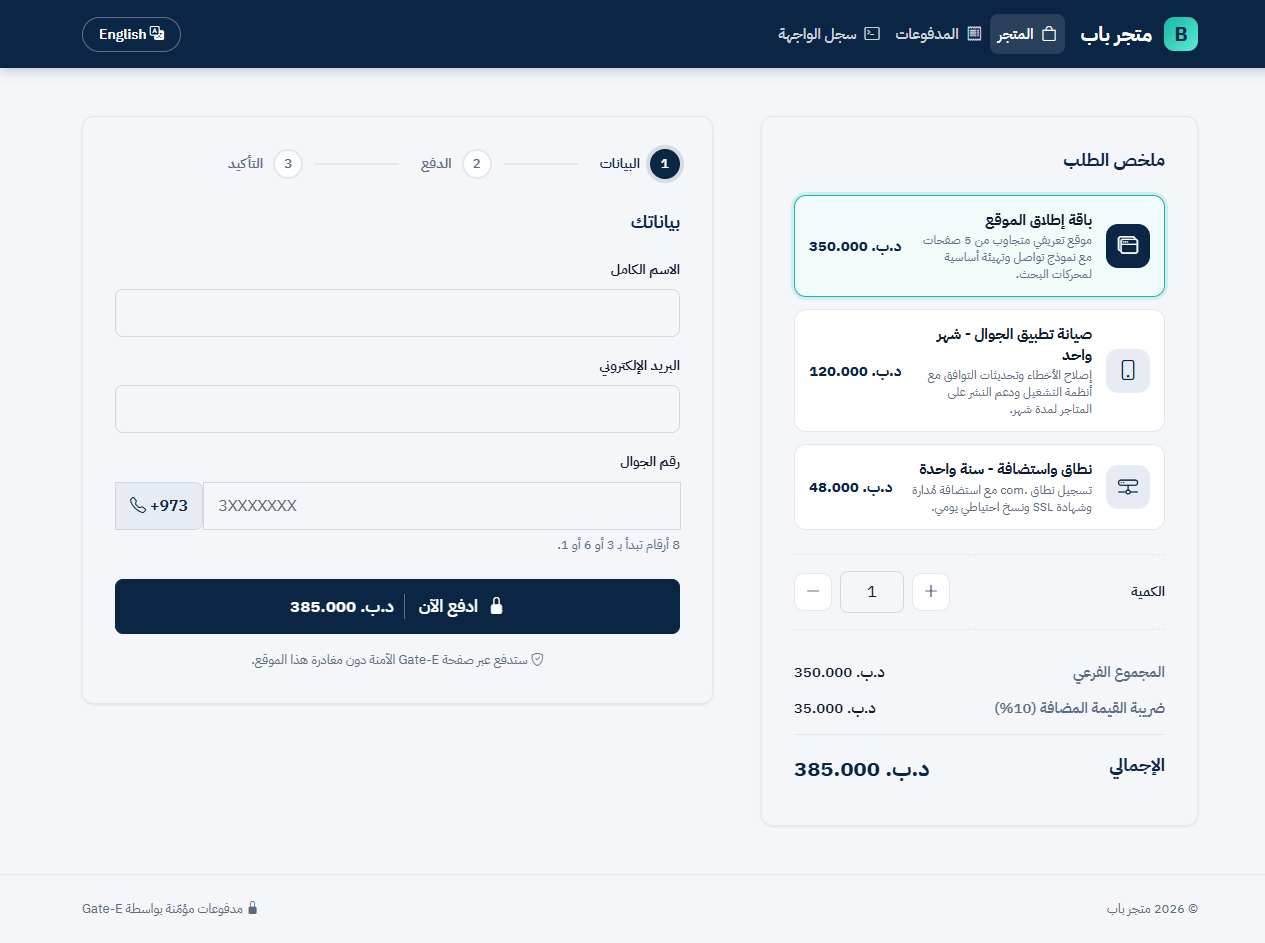 B متجر باب
المتجر
المدفوعات
سجل الواجهة
English
ملخص الطلب
باقة إطلاق الموقع
موقع تعريفي متجاوب من 5 صفحات
مع نموذج تواصل وتهيئة أساسية
لمحركات البحث.
د.ب. 350.000
صيانة تطبيق الجوال - شهر
واحد
إصلاح الأخطاء وتحديثات التوافق مع
أنظمة التشغيل ودعم النشر على
المتاجر لمدة شهر.
د.ب. 120.000
نطاق واستضافة - سنة واحدة
تسجيل نطاق .com مع استضافة مُدارة
وشهادة SSL ونسخ احتياطي يومي.
د.ب. 48.000
الكمية
+ 1 −
المجموع الفرعي د.ب. 350.000
ضريبة القيمة المضافة (10%) د.ب. 35.000
الإجمالي د.ب. 385.000
1 البيانات
2 الدفع
3 التأكيد
بياناتك
الاسم الكامل
البريد الإلكتروني
رقم الجوال
+973 3XXXXXXX
8 أرقام تبدأ بـ 3 أو 6 أو 1.
ادفع الآن د.ب. 385.000
ستدفع عبر صفحة Gate-E الآمنة دون مغادرة هذا الموقع.
© 2026 متجر باب
مدفوعات مؤمّنة بواسطة Gate-E